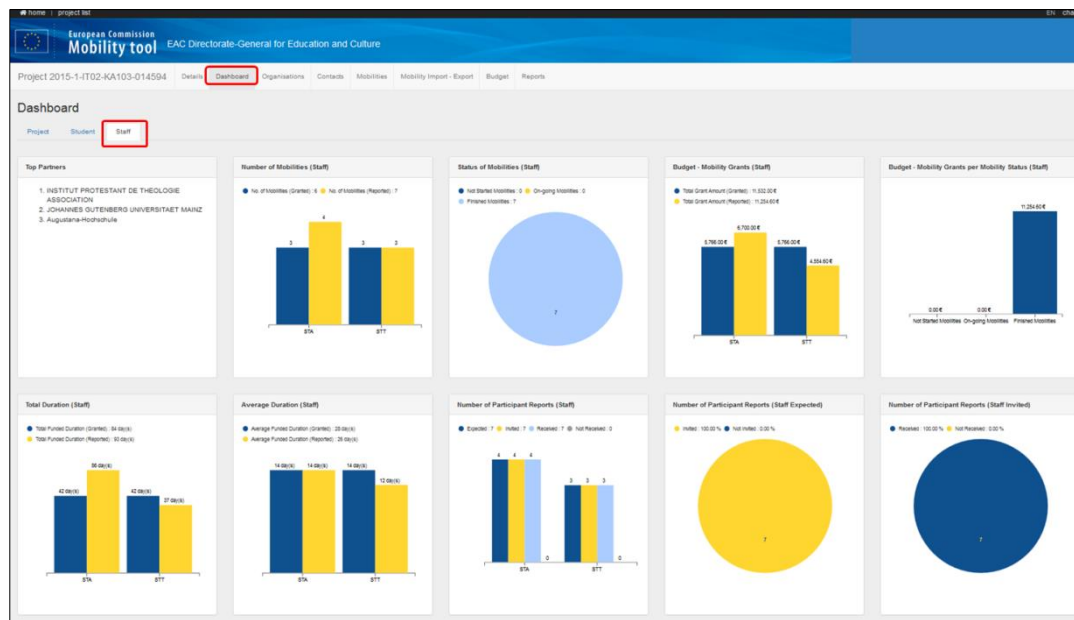 home | project list
EN
European Commission
Mobility tool EAC Directorate-General for Education and Culture
Project 2015-1-IT02-KA103-014594 Details Dashboard Organisations Contacts Mobilities Mobility Import - Export Budget Reports
Dashboard
Project Student Staff
Top Partners
1. INSTITUT PROTESTANT DE THEOLOGIE
ASSOCIATION
2. JOHANNES GUTENBERG UNIVERSITAET MAINZ
3. Augustana-Hochschule
Number of Mobilities (Staff)
No. of Mobilities (Granted) : 6 No. of Mobilities (Reported) : 7
4
3 3 3
STA STT
Status of Mobilities (Staff)
Not Started Mobilities : 0 On-going Mobilities : 0
Finished Mobilities : 7
7
Budget - Mobility Grants (Staff)
Total Grant Amount (Granted) : 11,532.00 €
Total Grant Amount (Reported) : 11,254.60 €
6,700.00 €
5,766.00 € 5,766.00 €
4,554.60 €
STA STT
Budget - Mobility Grants per Mobility Status (Staff)
11,254.60 €
0.00 € 0.00 €
Not Started Mobilities On-going Mobilities Finished Mobilities
Total Duration (Staff)
Total Funded Duration (Granted) : 84 day(s)
Total Funded Duration (Reported) : 93 day(s)
56 day(s)
42 day(s) 42 day(s)
37 day(s)
STA STT
Average Duration (Staff)
Average Funded Duration (Granted) : 28 day(s)
Average Funded Duration (Reported) : 26 day(s)
14 day(s) 14 day(s) 14 day(s)
12 day(s)
STA STT
Number of Participant Reports (Staff)
Expected : 7 Invited : 7 Received : 7 Not Received : 0
4 4 4
3 3 3
0 0
STA STT
Number of Participant Reports (Staff Expected)
Invited : 100.00 % Not Invited : 0.00 %
7
Number of Participant Reports (Staff Invited)
Received : 100.00 % Not Received : 0.00 %
7